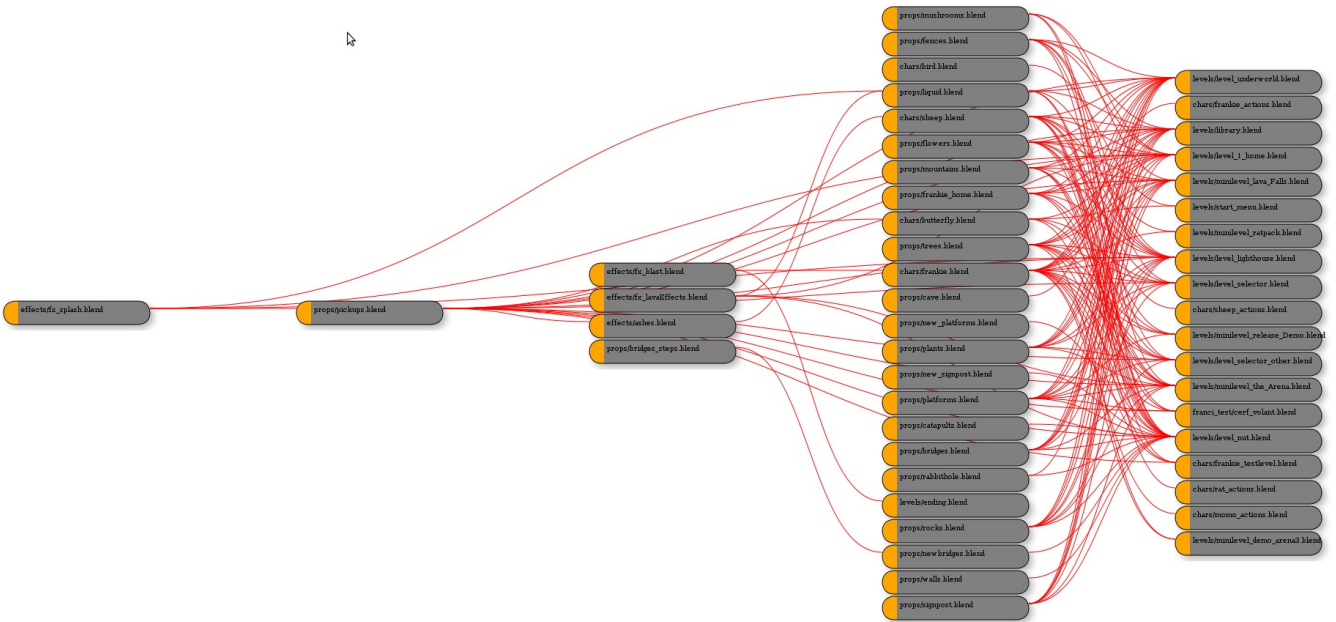 effects/fx_splash.blend
props/pickups.blend
effects/fx_blast.blend
effects/fx_lavaEffects.blend
effects/ashes.blend
props/bridges_steps.blend
props/mushrooms.blend
props/fences.blend
chars/bird.blend
props/liquid.blend
chars/sheep.blend
props/flowers.blend
props/mountains.blend
props/frankie_home.blend
chars/butterfly.blend
props/trees.blend
chars/frankie.blend
props/cave.blend
props/new_platforms.blend
props/plants.blend
props/new_signpost.blend
props/platforms.blend
props/catapults.blend
props/bridges.blend
props/rabbithole.blend
levels/ending.blend
props/rocks.blend
props/newbridges.blend
props/walls.blend
props/signpost.blend
levels/level_underworld.blend
chars/frankie_actions.blend
levels/library.blend
levels/level_1_home.blend
levels/minilevel_lava_Falls.blend
levels/start_menu.blend
levels/minilevel_ratpack.blend
levels/level_lighthouse.blend
levels/level_selector.blend
chars/sheep_actions.blend
levels/minilevel_release_Demo.blend
levels/level_selector_other.blend
levels/minilevel_the_Arena.blend
franci_test/cerf_volant.blend
levels/level_nut.blend
chars/frankie_testlevel.blend
chars/rat_actions.blend
chars/momo_actions.blend
levels/minilevel_demo_arena3.blend